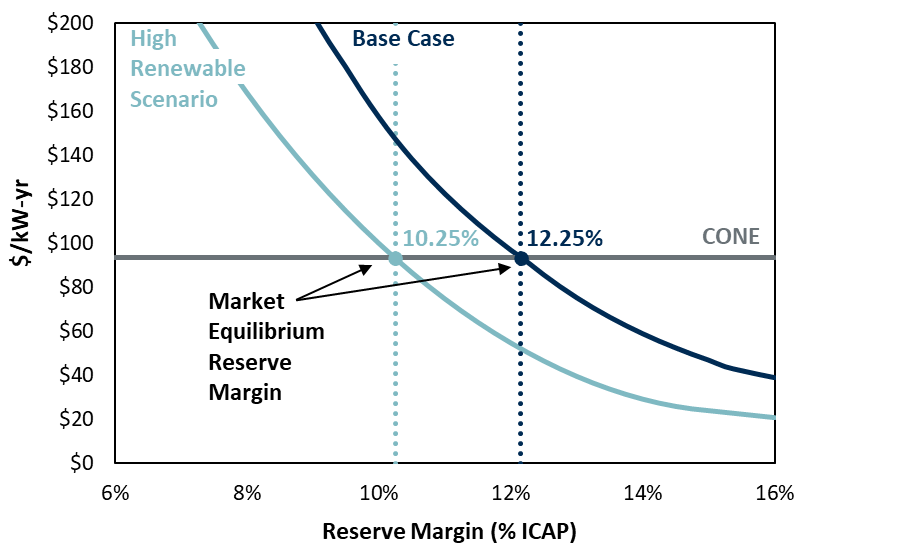 $200
$180
$160
$140
$120
$100
$80
$60
$40
$20
$0
$/kW-yr
High
Renewable
Scenario
Base Case
10.25%
12.25%
CONE
Market
Equilibrium
Reserve
Margin
6%
8%
10%
12%
14%
16%
Reserve Margin (% ICAP)